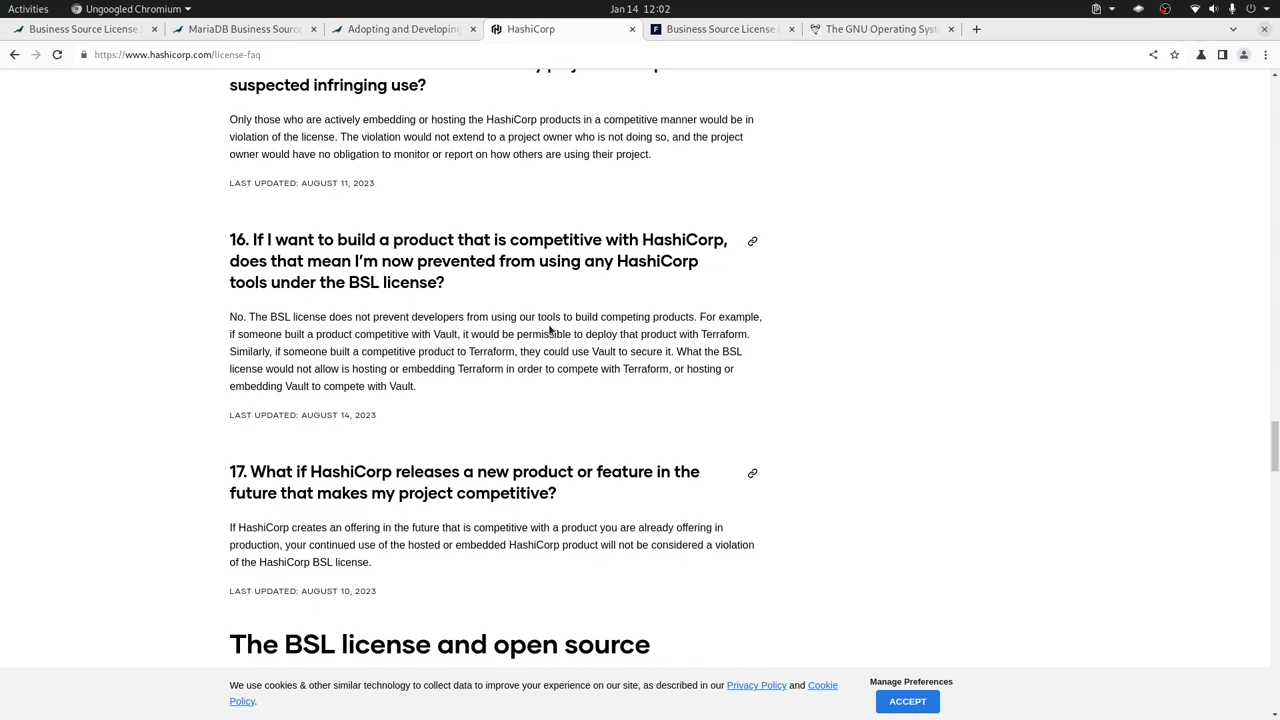 Activities
Ungoogled Chromium
Jan 14 12:02
Business Source License
MariaDB Business Source
Adopting and Developing
HashiCorp
Business Source License
The GNU Operating Syst
https://www.hashicorp.com/license-faq
suspected infringing use?
Only those who are actively embedding or hosting the HashiCorp products in a competitive manner would be in
violation of the license. The violation would not extend to a project owner who is not doing so, and the project
owner would have no obligation to monitor or report on how others are using their project.
LAST UPDATED: AUGUST 11, 2023
16. If I want to build a product that is competitive with HashiCorp,
does that mean I’m now prevented from using any HashiCorp
tools under the BSL license?
No. The BSL license does not prevent developers from using our tools to build competing products. For example,
if someone built a product competitive with Vault, it would be permissible to deploy that product with Terraform.
Similarly, if someone built a competitive product to Terraform, they could use Vault to secure it. What the BSL
license would not allow is hosting or embedding Terraform in order to compete with Terraform, or hosting or
embedding Vault to compete with Vault.
LAST UPDATED: AUGUST 14, 2023
17. What if HashiCorp releases a new product or feature in the
future that makes my project competitive?
If HashiCorp creates an offering in the future that is competitive with a product you are already offering in
production, your continued use of the hosted or embedded HashiCorp product will not be considered a violation
of the HashiCorp BSL license.
LAST UPDATED: AUGUST 10, 2023
The BSL license and open source
We use cookies & other similar technology to collect data to improve your experience on our site, as described in our Privacy Policy and Cookie
Policy.
Manage Preferences
ACCEPT